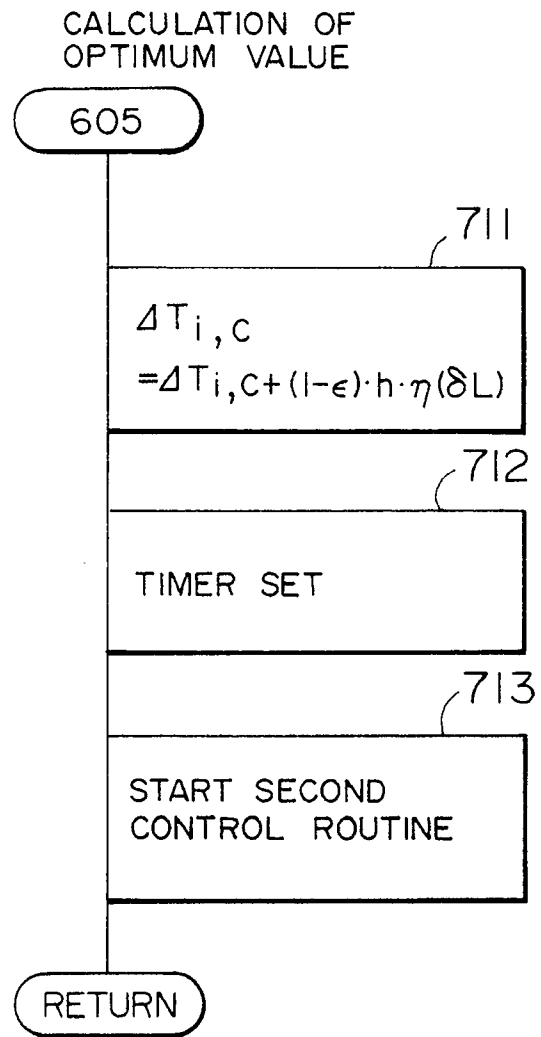 CALCULATION OF
OPTIMUM VALUE
605
711
ΔTi,c
=ΔTi,c+(1-ϵ)·h·η(δL)
712
TIMER SET
713
START SECOND
CONTROL ROUTINE
RETURN